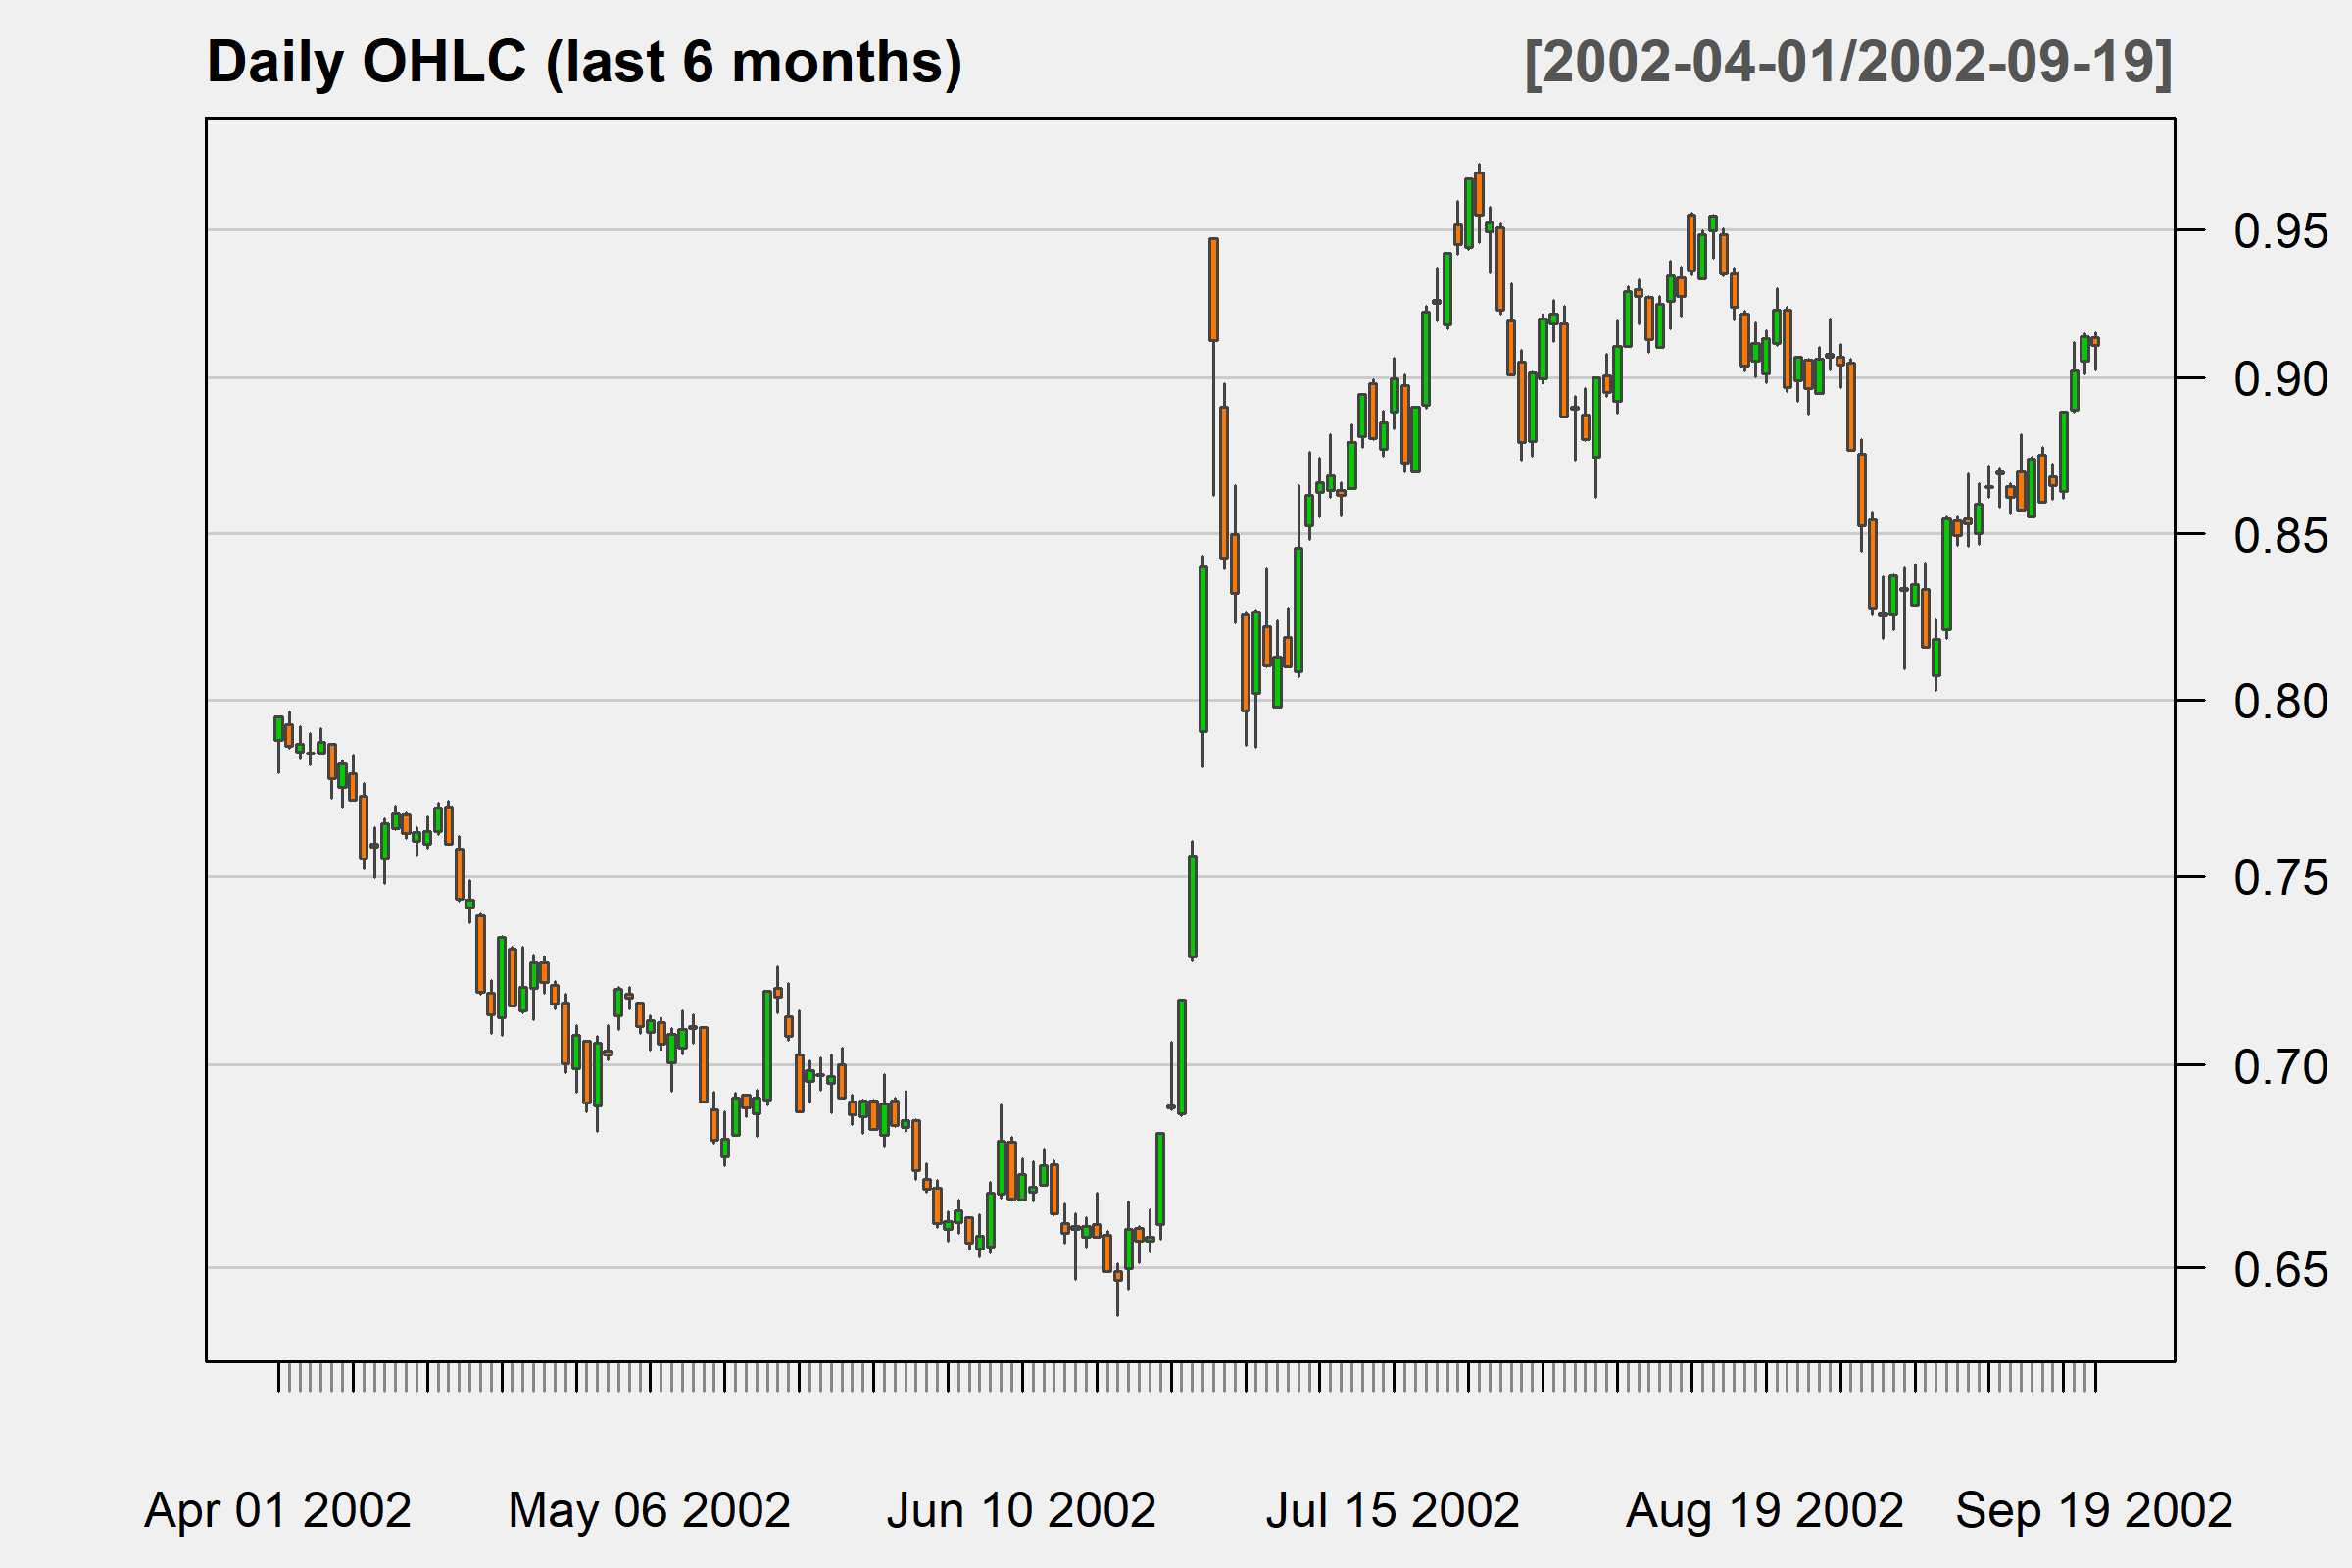 Daily OHLC (last 6 months)
[2002-04-01/2002-09-19]
0.95
0.90
0.85
0.80
0.75
0.70
0.65
Apr 01 2002
May 06 2002
Jun 10 2002
Jul 15 2002
Aug 19 2002
Sep 19 2002